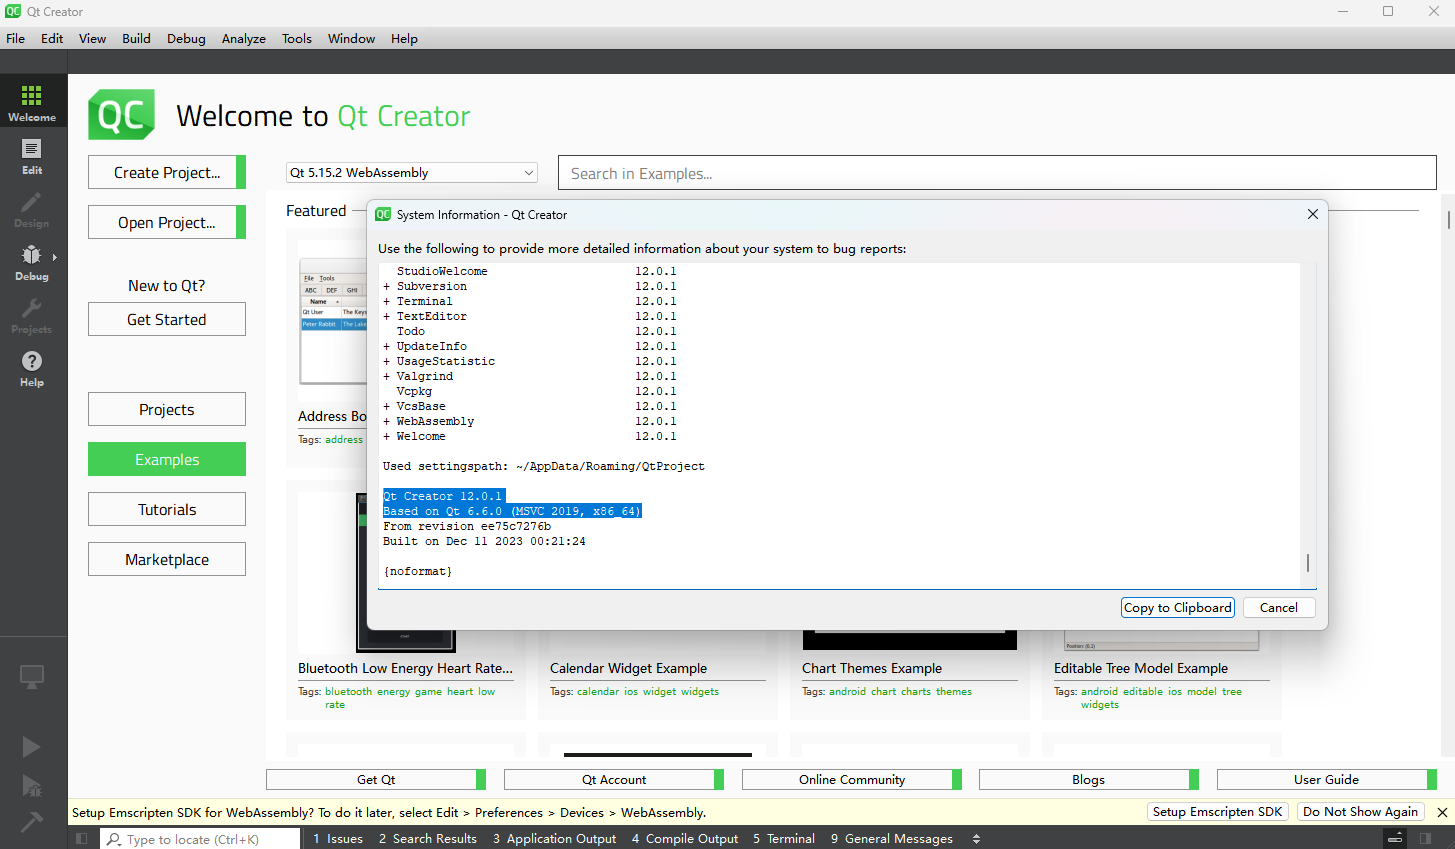 Qt Creator
File Edit View Build Debug Analyze Tools Window Help
Welcome
Edit
Design
Debug
Projects
Help
QC Welcome to Qt Creator
Create Project...
Open Project...
New to Qt?
Get Started
Projects
Examples
Tutorials
Marketplace
Qt 5.15.2 WebAssembly
Search in Examples...
Featured
File Tools
ABC DEF GHI
Name
Qt User The Keys
Peter Rabbit The Lake
Address Bo
Tags: address
System Information - Qt Creator
Use the following to provide more detailed information about your system to bug reports:
StudioWelcome 12.0.1
+ Subversion 12.0.1
+ Terminal 12.0.1
+ TextEditor 12.0.1
Todo 12.0.1
+ UpdateInfo 12.0.1
+ UsageStatistic 12.0.1
+ Valgrind 12.0.1
Vcpkg 12.0.1
+ VcsBase 12.0.1
+ WebAssembly 12.0.1
+ Welcome 12.0.1
Used settingspath: ~/AppData/Roaming/QtProject
Qt Creator 12.0.1
Based on Qt 6.6.0 (MSVC 2019, x86_64)
From revision ee75c7276b
Built on Dec 11 2023 00:21:24
{noformat}
Copy to Clipboard
Cancel
Bluetooth Low Energy Heart Rate...
Tags: bluetooth energy game heart low
rate
Calendar Widget Example
Tags: calendar ios widget widgets
Chart Themes Example
Tags: android chart charts themes
Position: (0,2)
Editable Tree Model Example
Tags: android editable ios model tree
widgets
Get Qt
Qt Account
Online Community
Blogs
User Guide
Setup Emscripten SDK for WebAssembly? To do it later, select Edit > Preferences > Devices > WebAssembly.
Setup Emscripten SDK
Do Not Show Again
Type to locate (Ctrl+K)
1 Issues 2 Search Results 3 Application Output 4 Compile Output 5 Terminal 9 General Messages